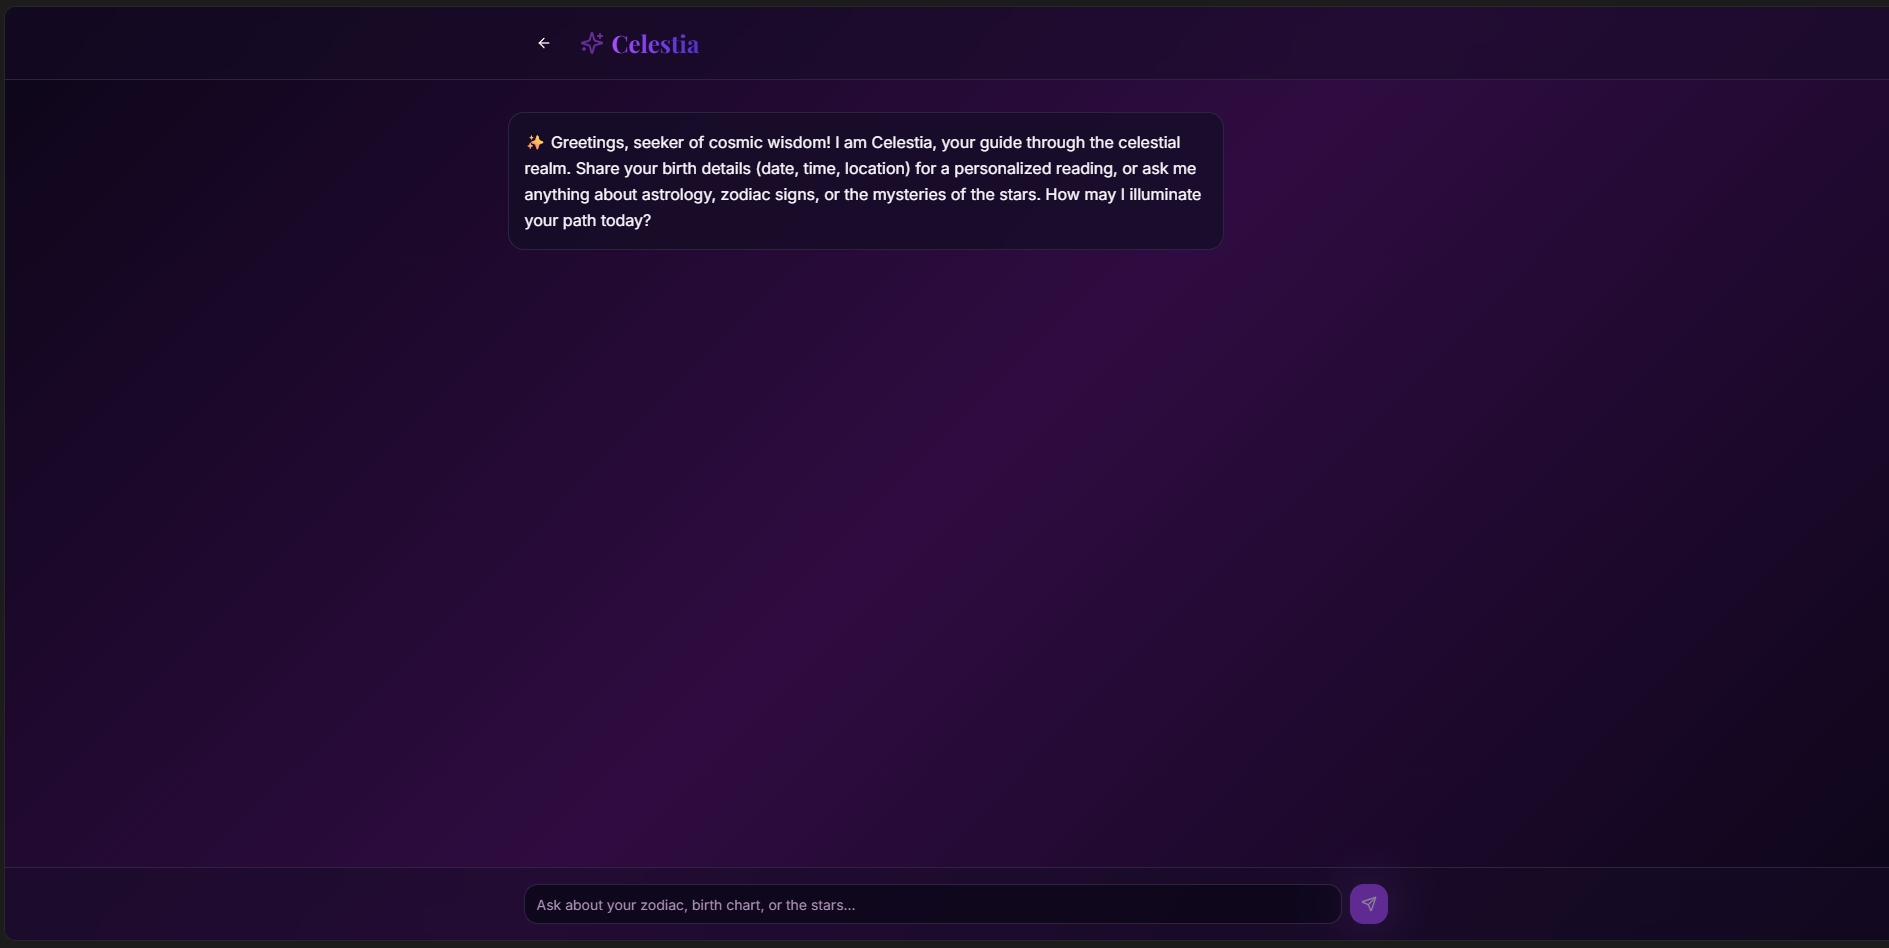 Celestia
✨ Greetings, seeker of cosmic wisdom! I am Celestia, your guide through the celestial
realm. Share your birth details (date, time, location) for a personalized reading, or ask me
anything about astrology, zodiac signs, or the mysteries of the stars. How may I illuminate
your path today?
Ask about your zodiac, birth chart, or the stars...